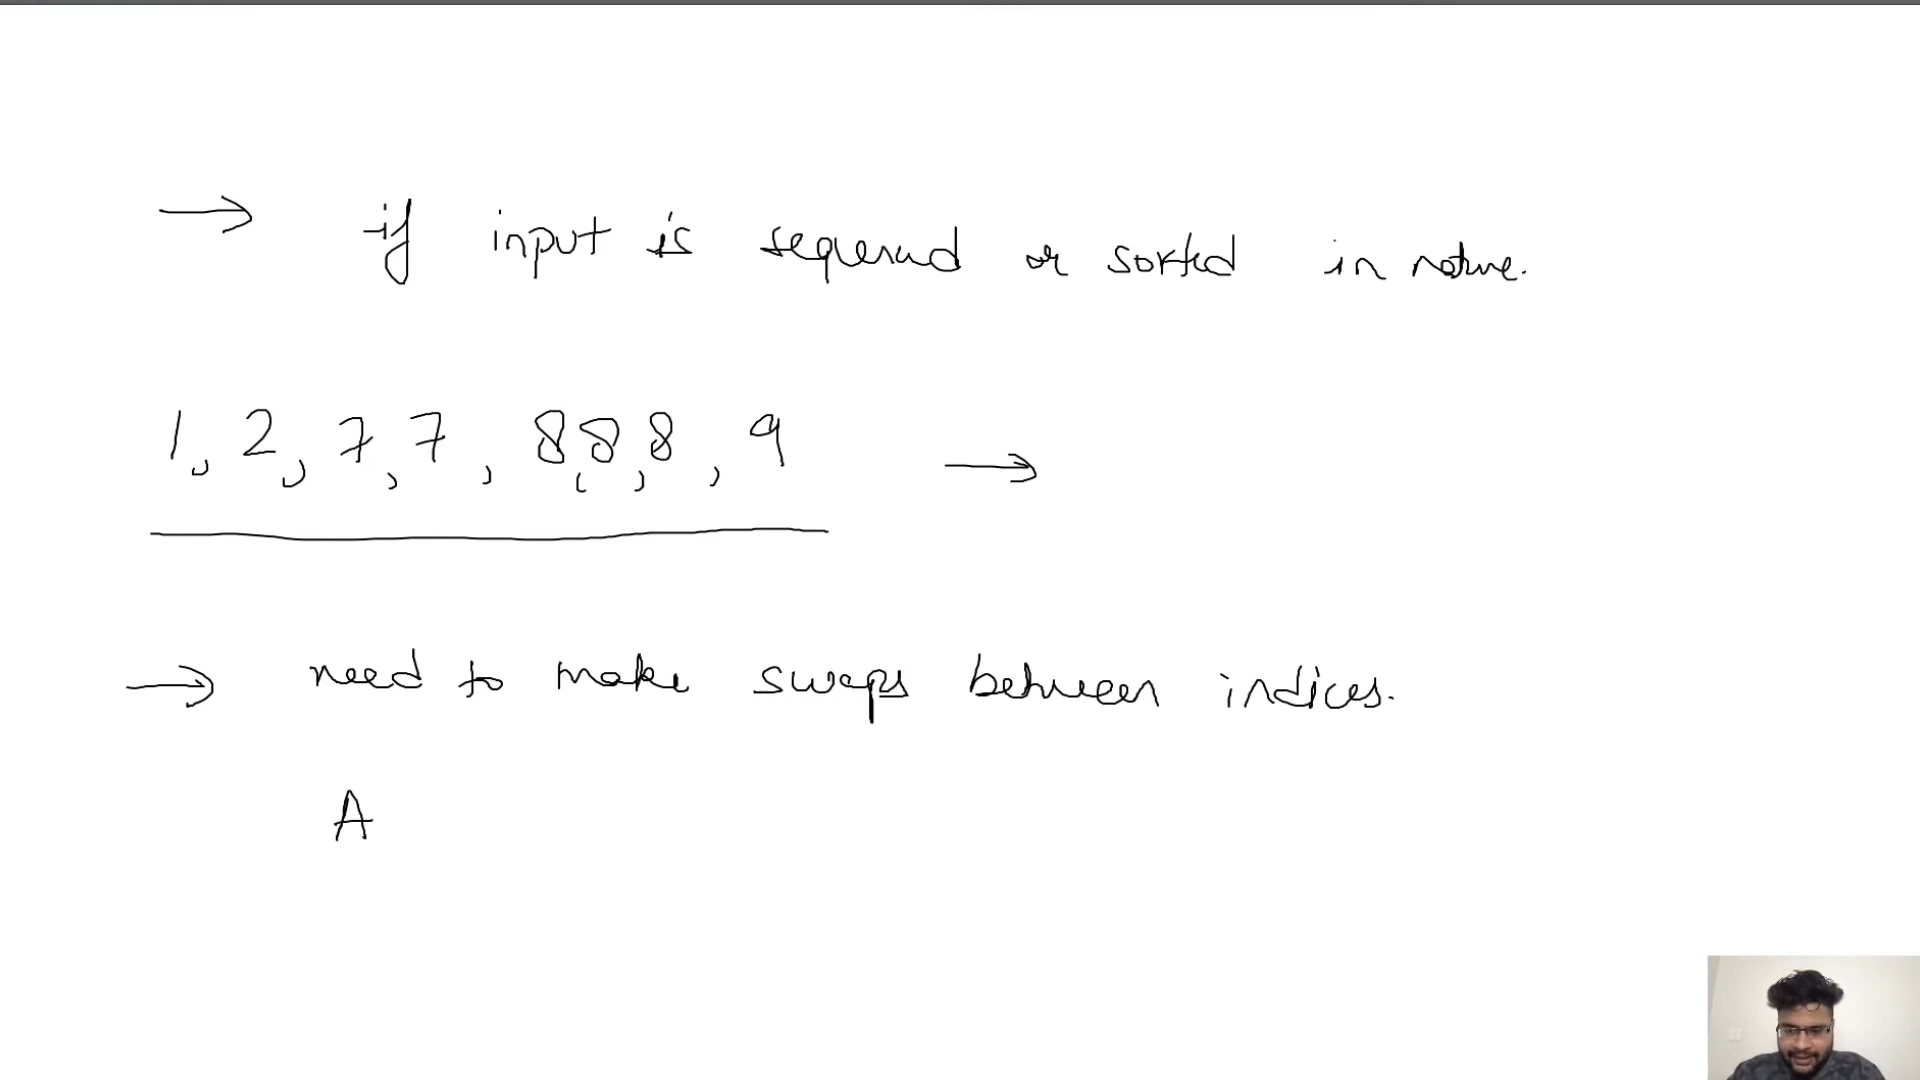 → if input is sequenced or sorted in nature.
1, 2, 7, 7, 8, 8, 8, 9 →
→ need to make swaps between indices.
A